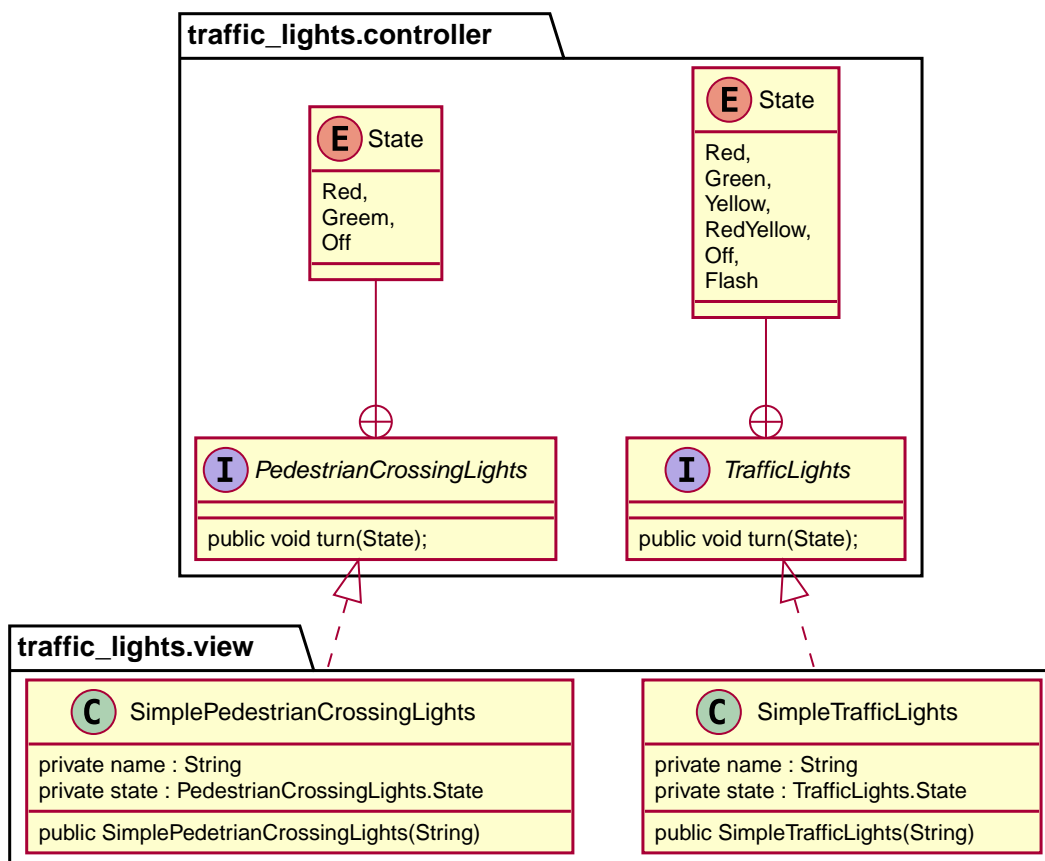 traffic_lights.controller
E State
Red,
Greem,
Off
E State
Red,
Green,
Yellow,
RedYellow,
Off,
Flash
I PedestrianCrossingLights
public void turn(State);
I TrafficLights
public void turn(State);
traffic_lights.view
C SimplePedestrianCrossingLights
private name : String
private state : PedestrianCrossingLights.State
public SimplePedetrianCrossingLights(String)
C SimpleTrafficLights
private name : String
private state : TrafficLights.State
public SimpleTrafficLights(String)